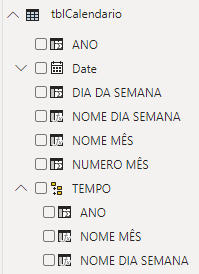 tblCalendario
ANO
Date
DIA DA SEMANA
NOME DIA SEMANA
NOME MÊS
NUMERO MÊS
TEMPO
ANO
NOME MÊS
NOME DIA SEMANA